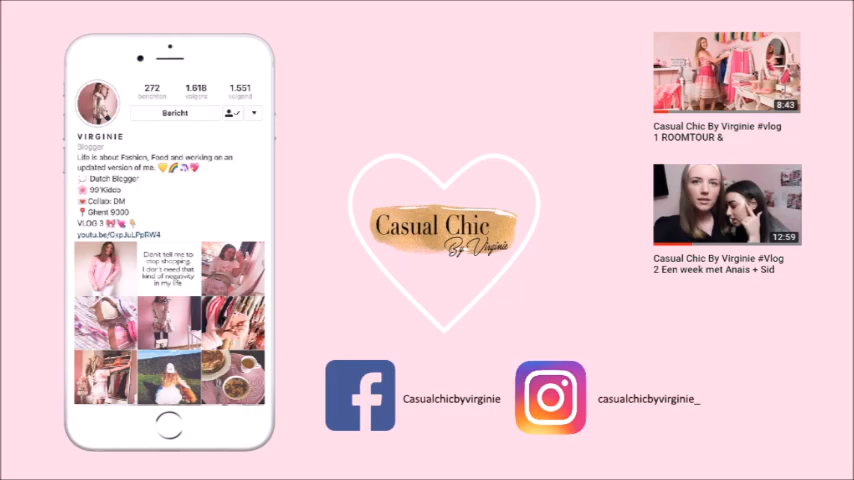 272 1.618 1.551
berichten volgers volgend
Bericht
VIRGINIE
Blogger
Life is about Fashion, Food and working on an
updated version of me. 💛🌈🦄💖
Dutch Blogger
🌸 99'Kiddo
💌 Collab: DM
📍 Ghent 9000
VLOG 3
Don't tell me to
stop shopping.
I don't need that
kind of negativity
in my life
Casual Chic
By Virginie
Casualchicbyvirginie
casualchicbyvirginie_
8:43
Casual Chic By Virginie #vlog
1 ROOMTOUR &
12:59
Casual Chic By Virginie #Vlog
2 Een week met Anais + Sid